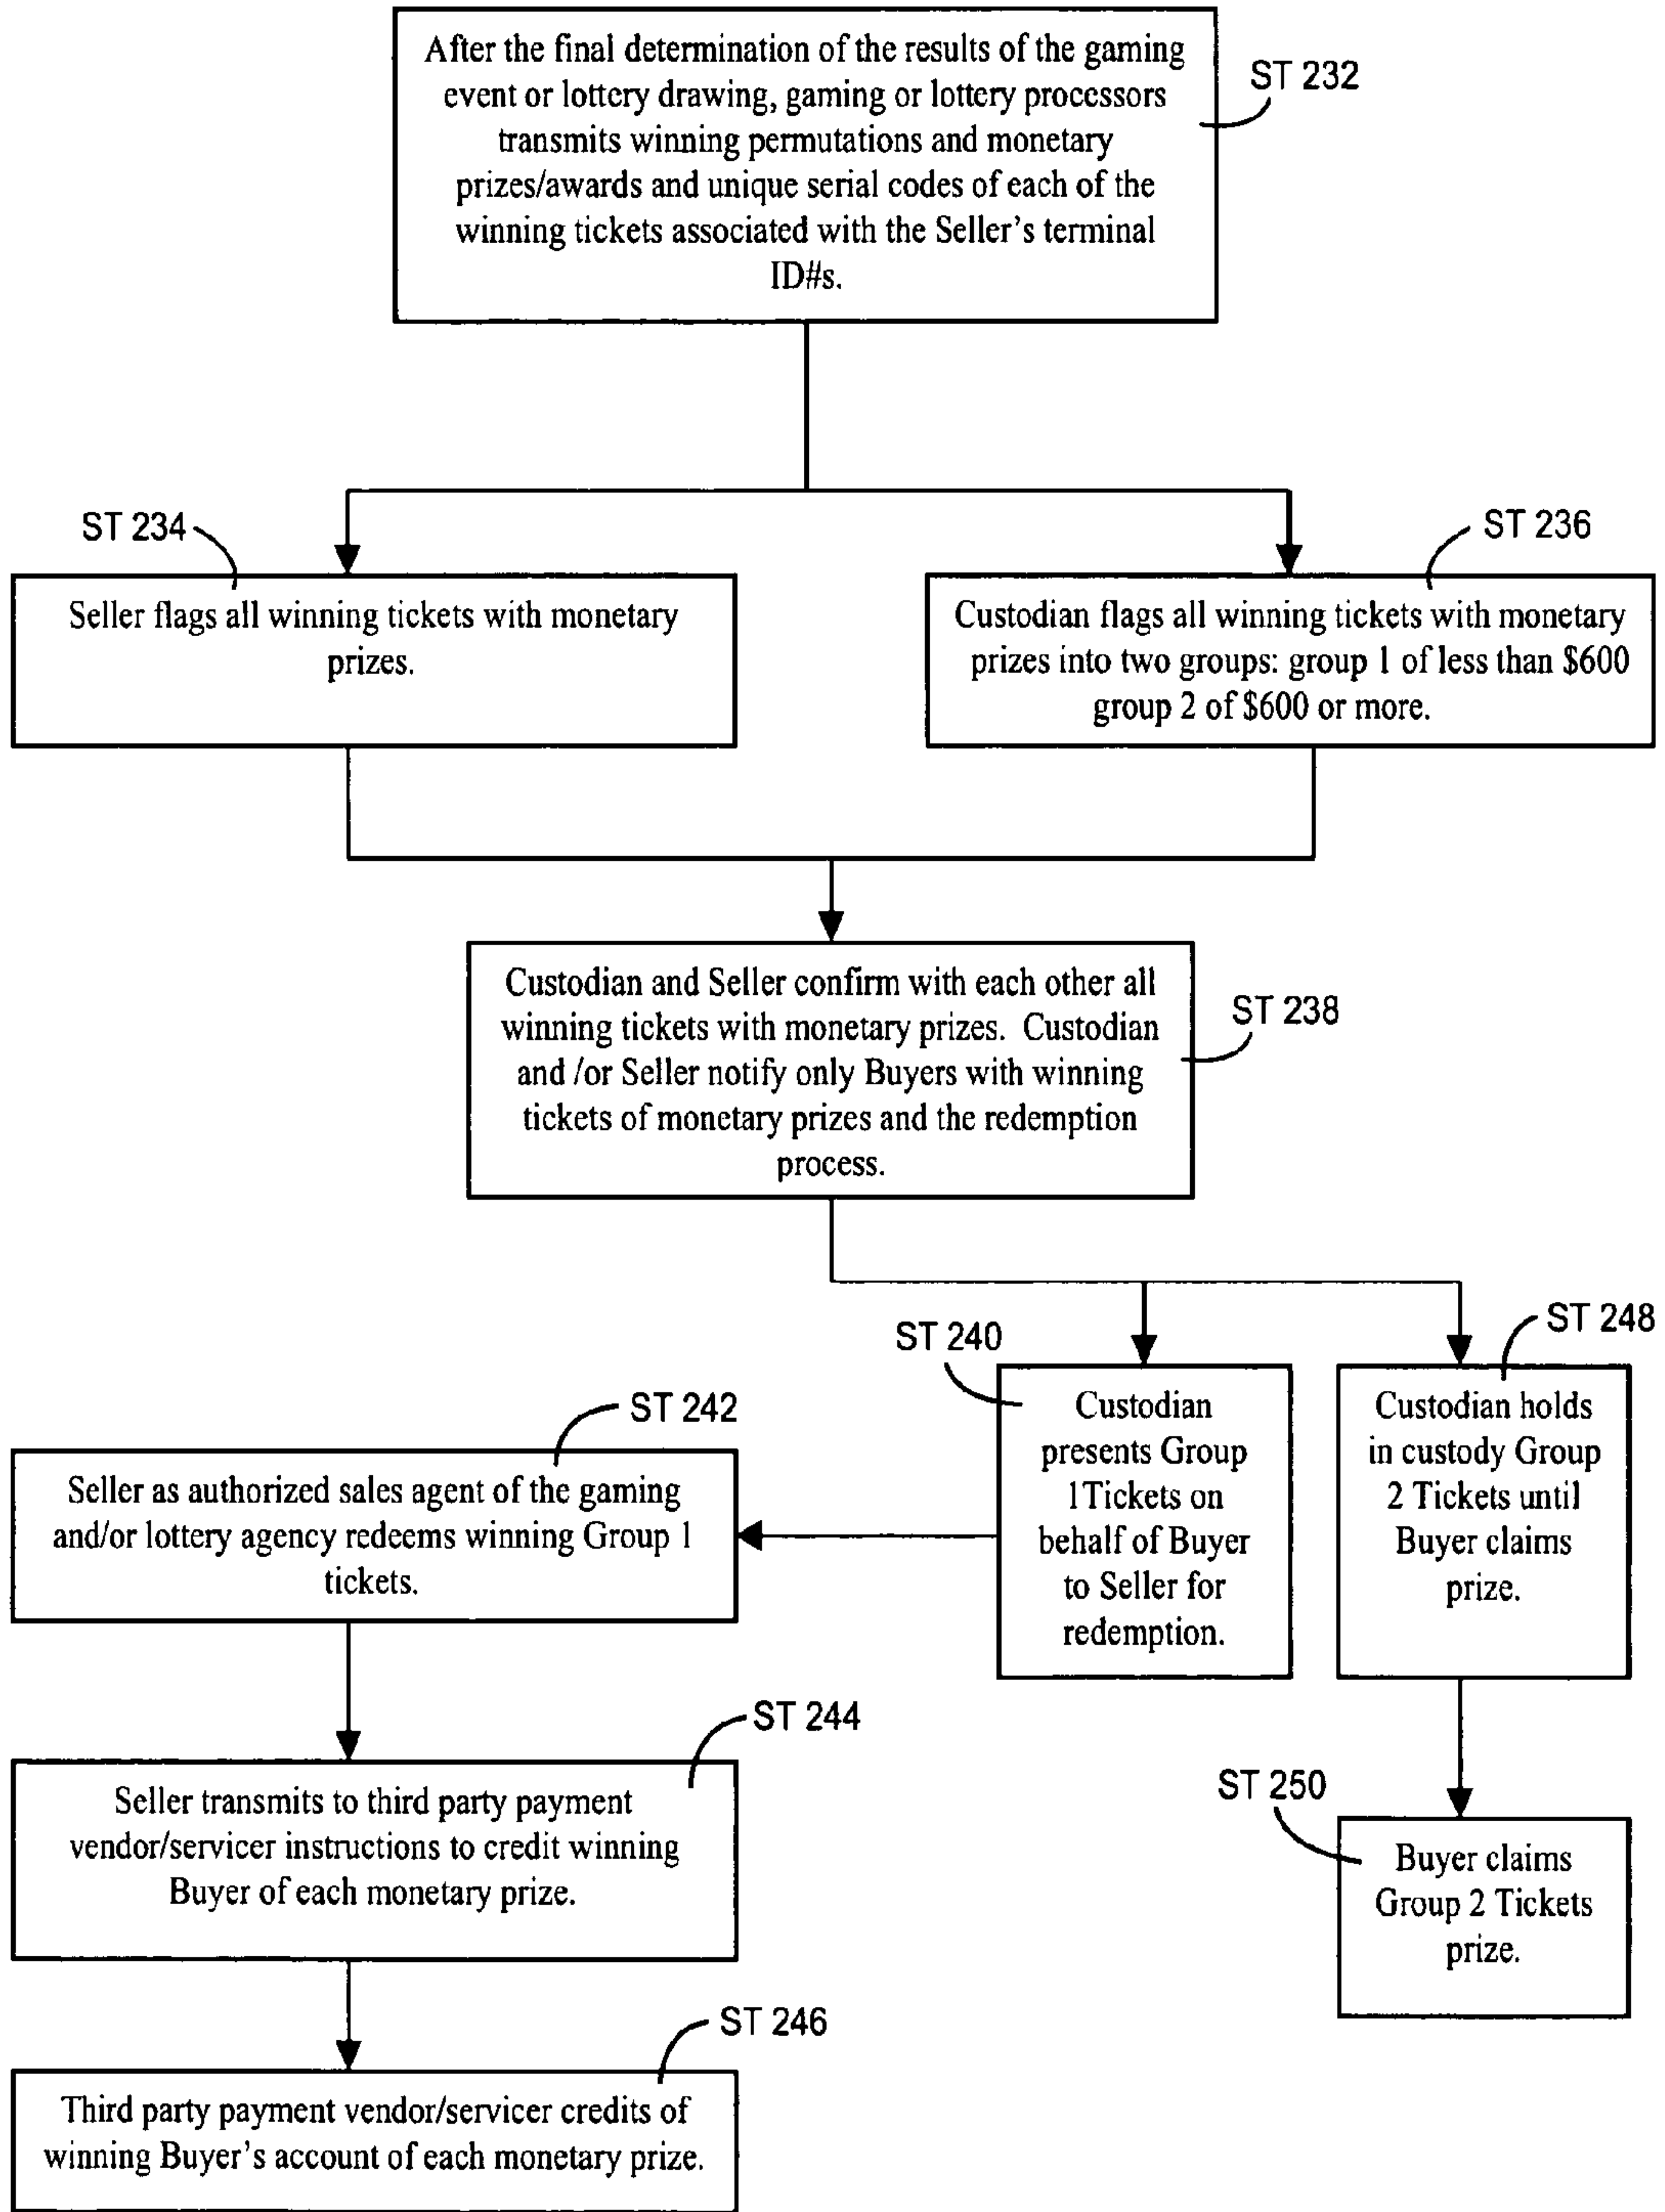 After the final determination of the results of the gaming
event or lottery drawing, gaming or lottery processors
transmits winning permutations and monetary
prizes/awards and unique serial codes of each of the
winning tickets associated with the Seller's terminal
ID#s.
ST 232
ST 234
Seller flags all winning tickets with monetary
prizes.
ST 236
Custodian flags all winning tickets with monetary
prizes into two groups: group 1 of less than $600
group 2 of $600 or more.
Custodian and Seller confirm with each other all
winning tickets with monetary prizes. Custodian
and /or Seller notify only Buyers with winning
tickets of monetary prizes and the redemption
process.
ST 238
ST 240
Custodian
presents Group
1Tickets on
behalf of Buyer
to Seller for
redemption.
ST 248
Custodian holds
in custody Group
2 Tickets until
Buyer claims
prize.
ST 242
Seller as authorized sales agent of the gaming
and/or lottery agency redeems winning Group 1
tickets.
ST 244
Seller transmits to third party payment
vendor/servicer instructions to credit winning
Buyer of each monetary prize.
ST 250
Buyer claims
Group 2 Tickets
prize.
ST 246
Third party payment vendor/servicer credits of
winning Buyer's account of each monetary prize.